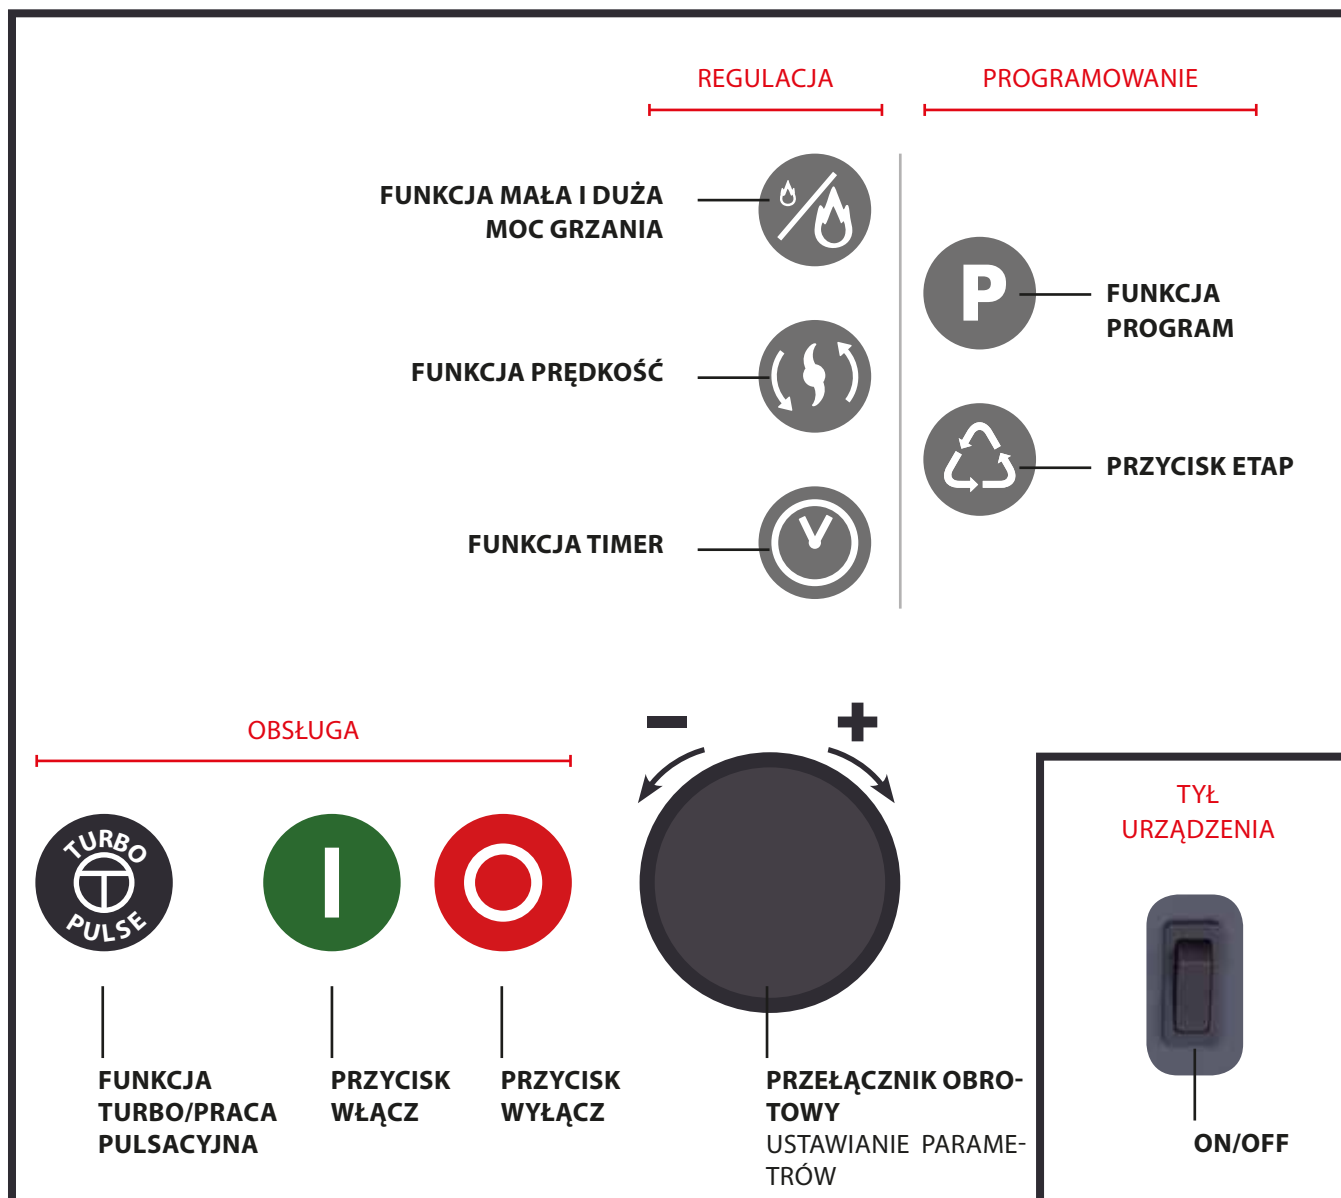 REGULACJA
PROGRAMOWANIE
FUNKCJA MAŁA I DUŻA
MOC GRZANIA
P
FUNKCJA
PROGRAM
FUNKCJA PRĘDKOŚĆ
PRZYCISK ETAP
FUNKCJA TIMER
OBSŁUGA
TURBO
PULSE
FUNKCJA
TURBO/PRACA
PULSACYJNA
PRZYCISK
WŁĄCZ
PRZYCISK
WYŁĄCZ
PRZEŁĄCZNIK OBRO-
TOWY
USTAWIANIE PARAME-
TRÓW
TYŁ
URZĄDZENIA
ON/OFF